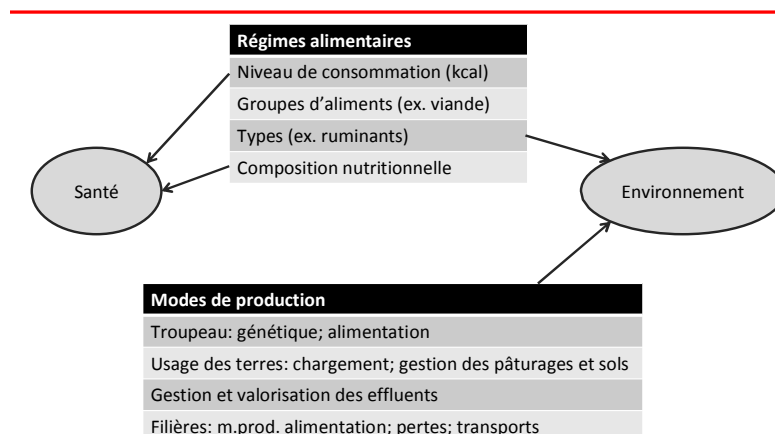 Régimes alimentaires
Niveau de consommation (kcal)
Groupes d'aliments (ex. viande)
Types (ex. ruminants)
Composition nutritionnelle
Santé
Environnement
Modes de production
Troupeau: génétique; alimentation
Usage des terres: chargement; gestion des pâturages et sols
Gestion et valorisation des effluents
Filières: m.prod. alimentation; pertes; transports